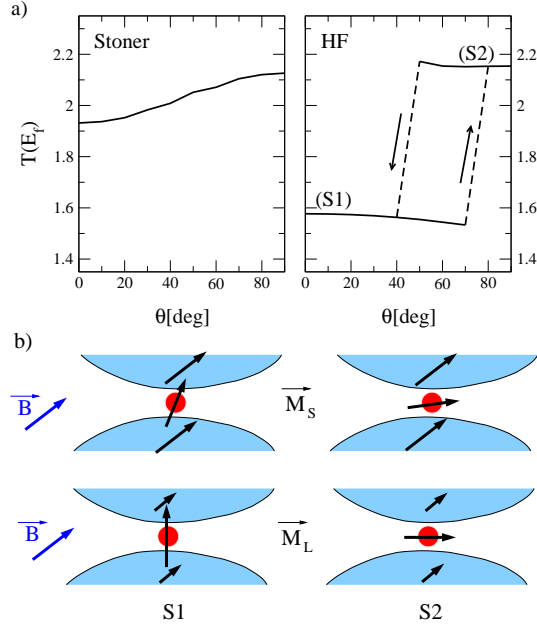 a)
Stoner
HF
2.2
2
1.8
1.6
1.4
T(E_f)
0 20 40 60 80
θ[deg]
(S2)
(S1)
2.2
2
1.8
1.6
1.4
0 20 40 60 80
θ[deg]
b)
B
M_S
B
M_L
S1
S2